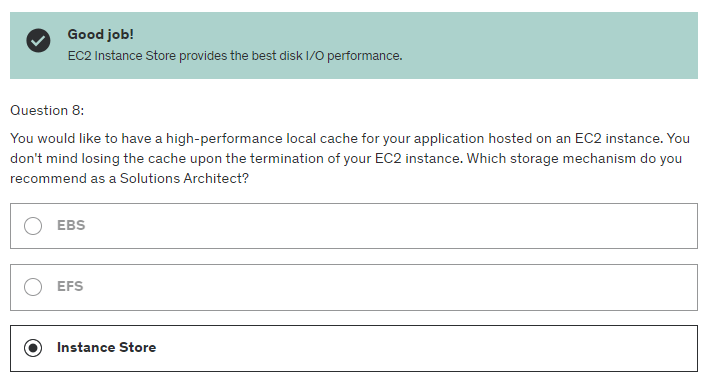 Good job!
EC2 Instance Store provides the best disk I/O performance.
Question 8:
You would like to have a high-performance local cache for your application hosted on an EC2 instance. You
don't mind losing the cache upon the termination of your EC2 instance. Which storage mechanism do you
recommend as a Solutions Architect?
EBS
EFS
Instance Store